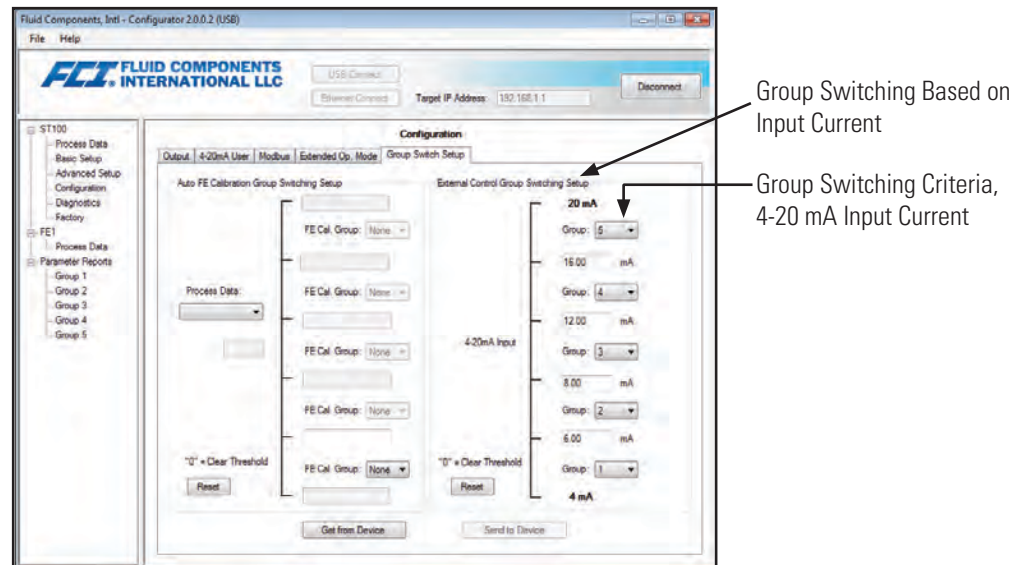 Fluid Components, Intl - Configurator 2.0.0.2 (USB)
File Help
FCI. FLUID COMPONENTS
INTERNATIONAL LLC
USB Connect
Ethernet Connect
Target IP Address: 192.168.1.1
Disconnect
ST100
Process Data
Basic Setup
Advanced Setup
Configuration
Diagnostics
Factory
FE1
Process Data
Parameter Reports
Group 1
Group 2
Group 3
Group 4
Group 5
Configuration
Output 4-20mA User Modbus Extended Op. Mode Group Switch Setup
Auto FE Calibration Group Switching Setup
FE Cal. Group: None
FE Cal. Group: None
Process Data:
FE Cal. Group: None
FE Cal. Group: None
"0" = Clear Threshold
FE Cal. Group: None
Reset
External Control Group Switching Setup
20 mA
Group: 5
16.00 mA
Group: 4
12.00 mA
4-20mA Input
Group: 3
8.00 mA
Group: 2
6.00 mA
"0" = Clear Threshold
Group: 1
Reset
4 mA
Get from Device
Send to Device
Group Switching Based on
Input Current
Group Switching Criteria,
4-20 mA Input Current